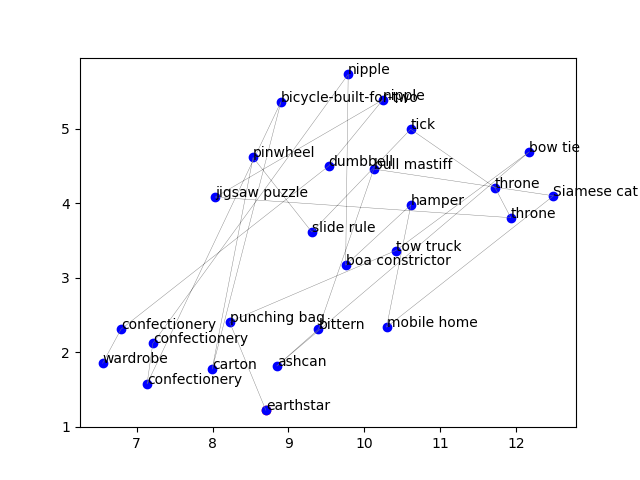 nipple
bicycle-built-for-two
nipple
tick
bow tie
pinwheel
dumbbell
bull mastiff
throne
Siamese cat
jigsaw puzzle
hamper
throne
slide rule
tow truck
boa constrictor
punching bag
confectionery
bittern
mobile home
confectionery
wardrobe
carton
ashcan
confectionery
earthstar
5
4
3
2
1
7
8
9
10
11
12